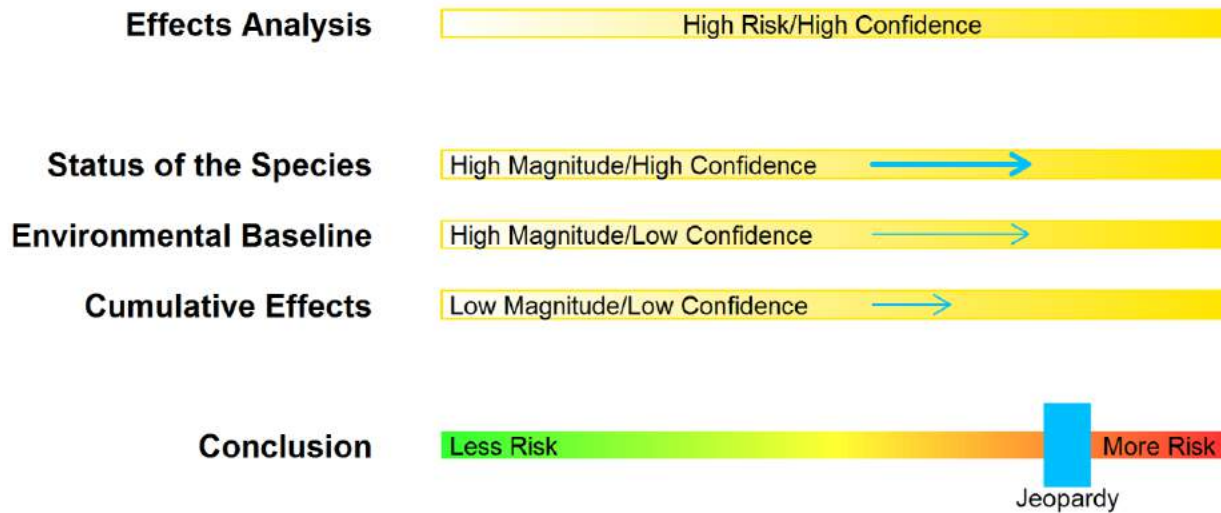 Effects Analysis High Risk/High Confidence
Status of the Species High Magnitude/High Confidence
Environmental Baseline High Magnitude/Low Confidence
Cumulative Effects Low Magnitude/Low Confidence
Conclusion Less Risk More Risk
Jeopardy